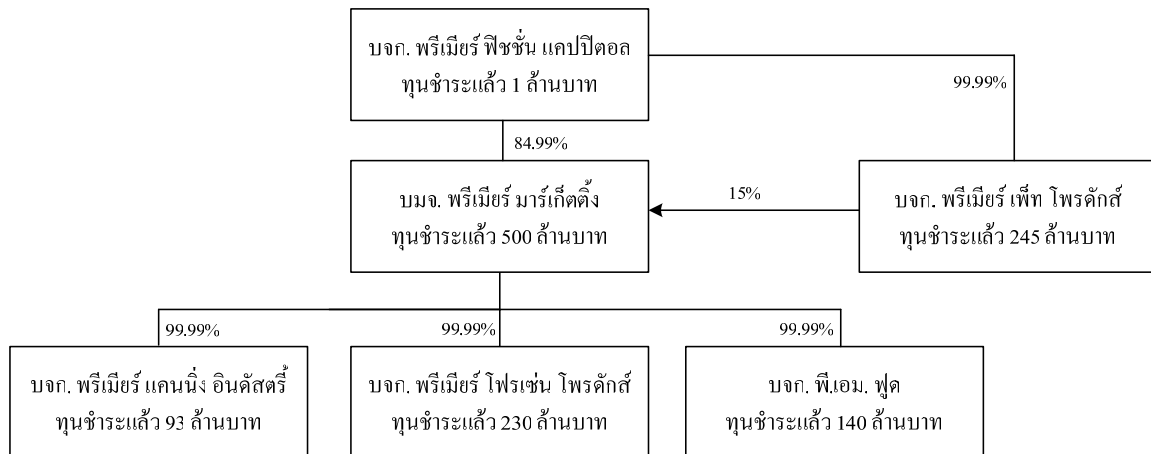 บจก. พรีเมียร์ ฟิชชั่น แคปปิตอล
ทุนชำระแล้ว 1 ล้านบาท
99.99%
84.99%
บมจ. พรีเมียร์ มาร์เก็ตติ้ง
ทุนชำระแล้ว 500 ล้านบาท
15%
บจก. พรีเมียร์ เพ็ท โพรดักส์
ทุนชำระแล้ว 245 ล้านบาท
99.99%
99.99%
99.99%
บจก. พรีเมียร์ แคนนิ่ง อินดัสตรี้
ทุนชำระแล้ว 93 ล้านบาท
บจก. พรีเมียร์ โฟรเซ่น โพรดักส์
ทุนชำระแล้ว 230 ล้านบาท
บจก. พี.เอม. ฟูด
ทุนชำระแล้ว 140 ล้านบาท